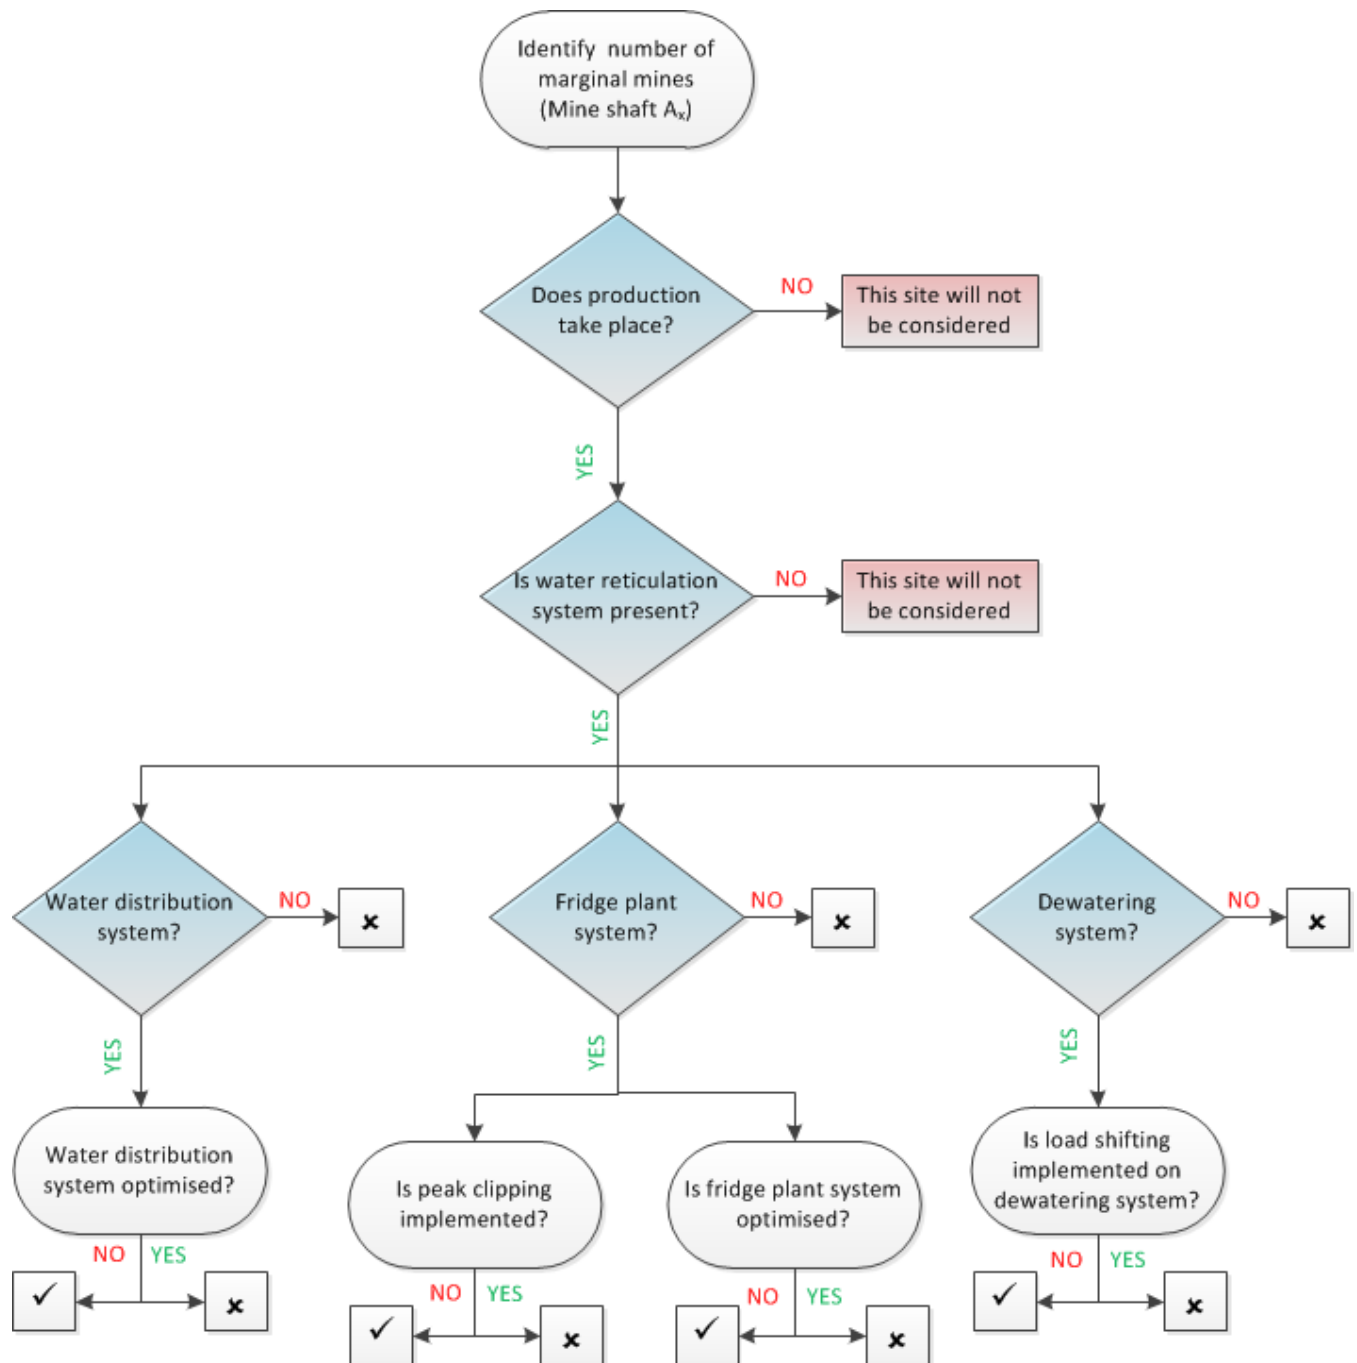 Identify  number of
marginal mines
(Mine shaft Aₓ)
Does production
take place?
NO
This site will not
be considered
YES
Is water reticulation
system present?
NO
This site will not
be considered
YES
Water distribution
system?
NO
Fridge plant
system?
NO
Dewatering
system?
NO
YES
YES
YES
Water distribution
system optimised?
Is peak clipping
implemented?
Is fridge plant system
optimised?
Is load shifting
implemented on
dewatering system?
NO YES
NO YES
NO YES
NO YES